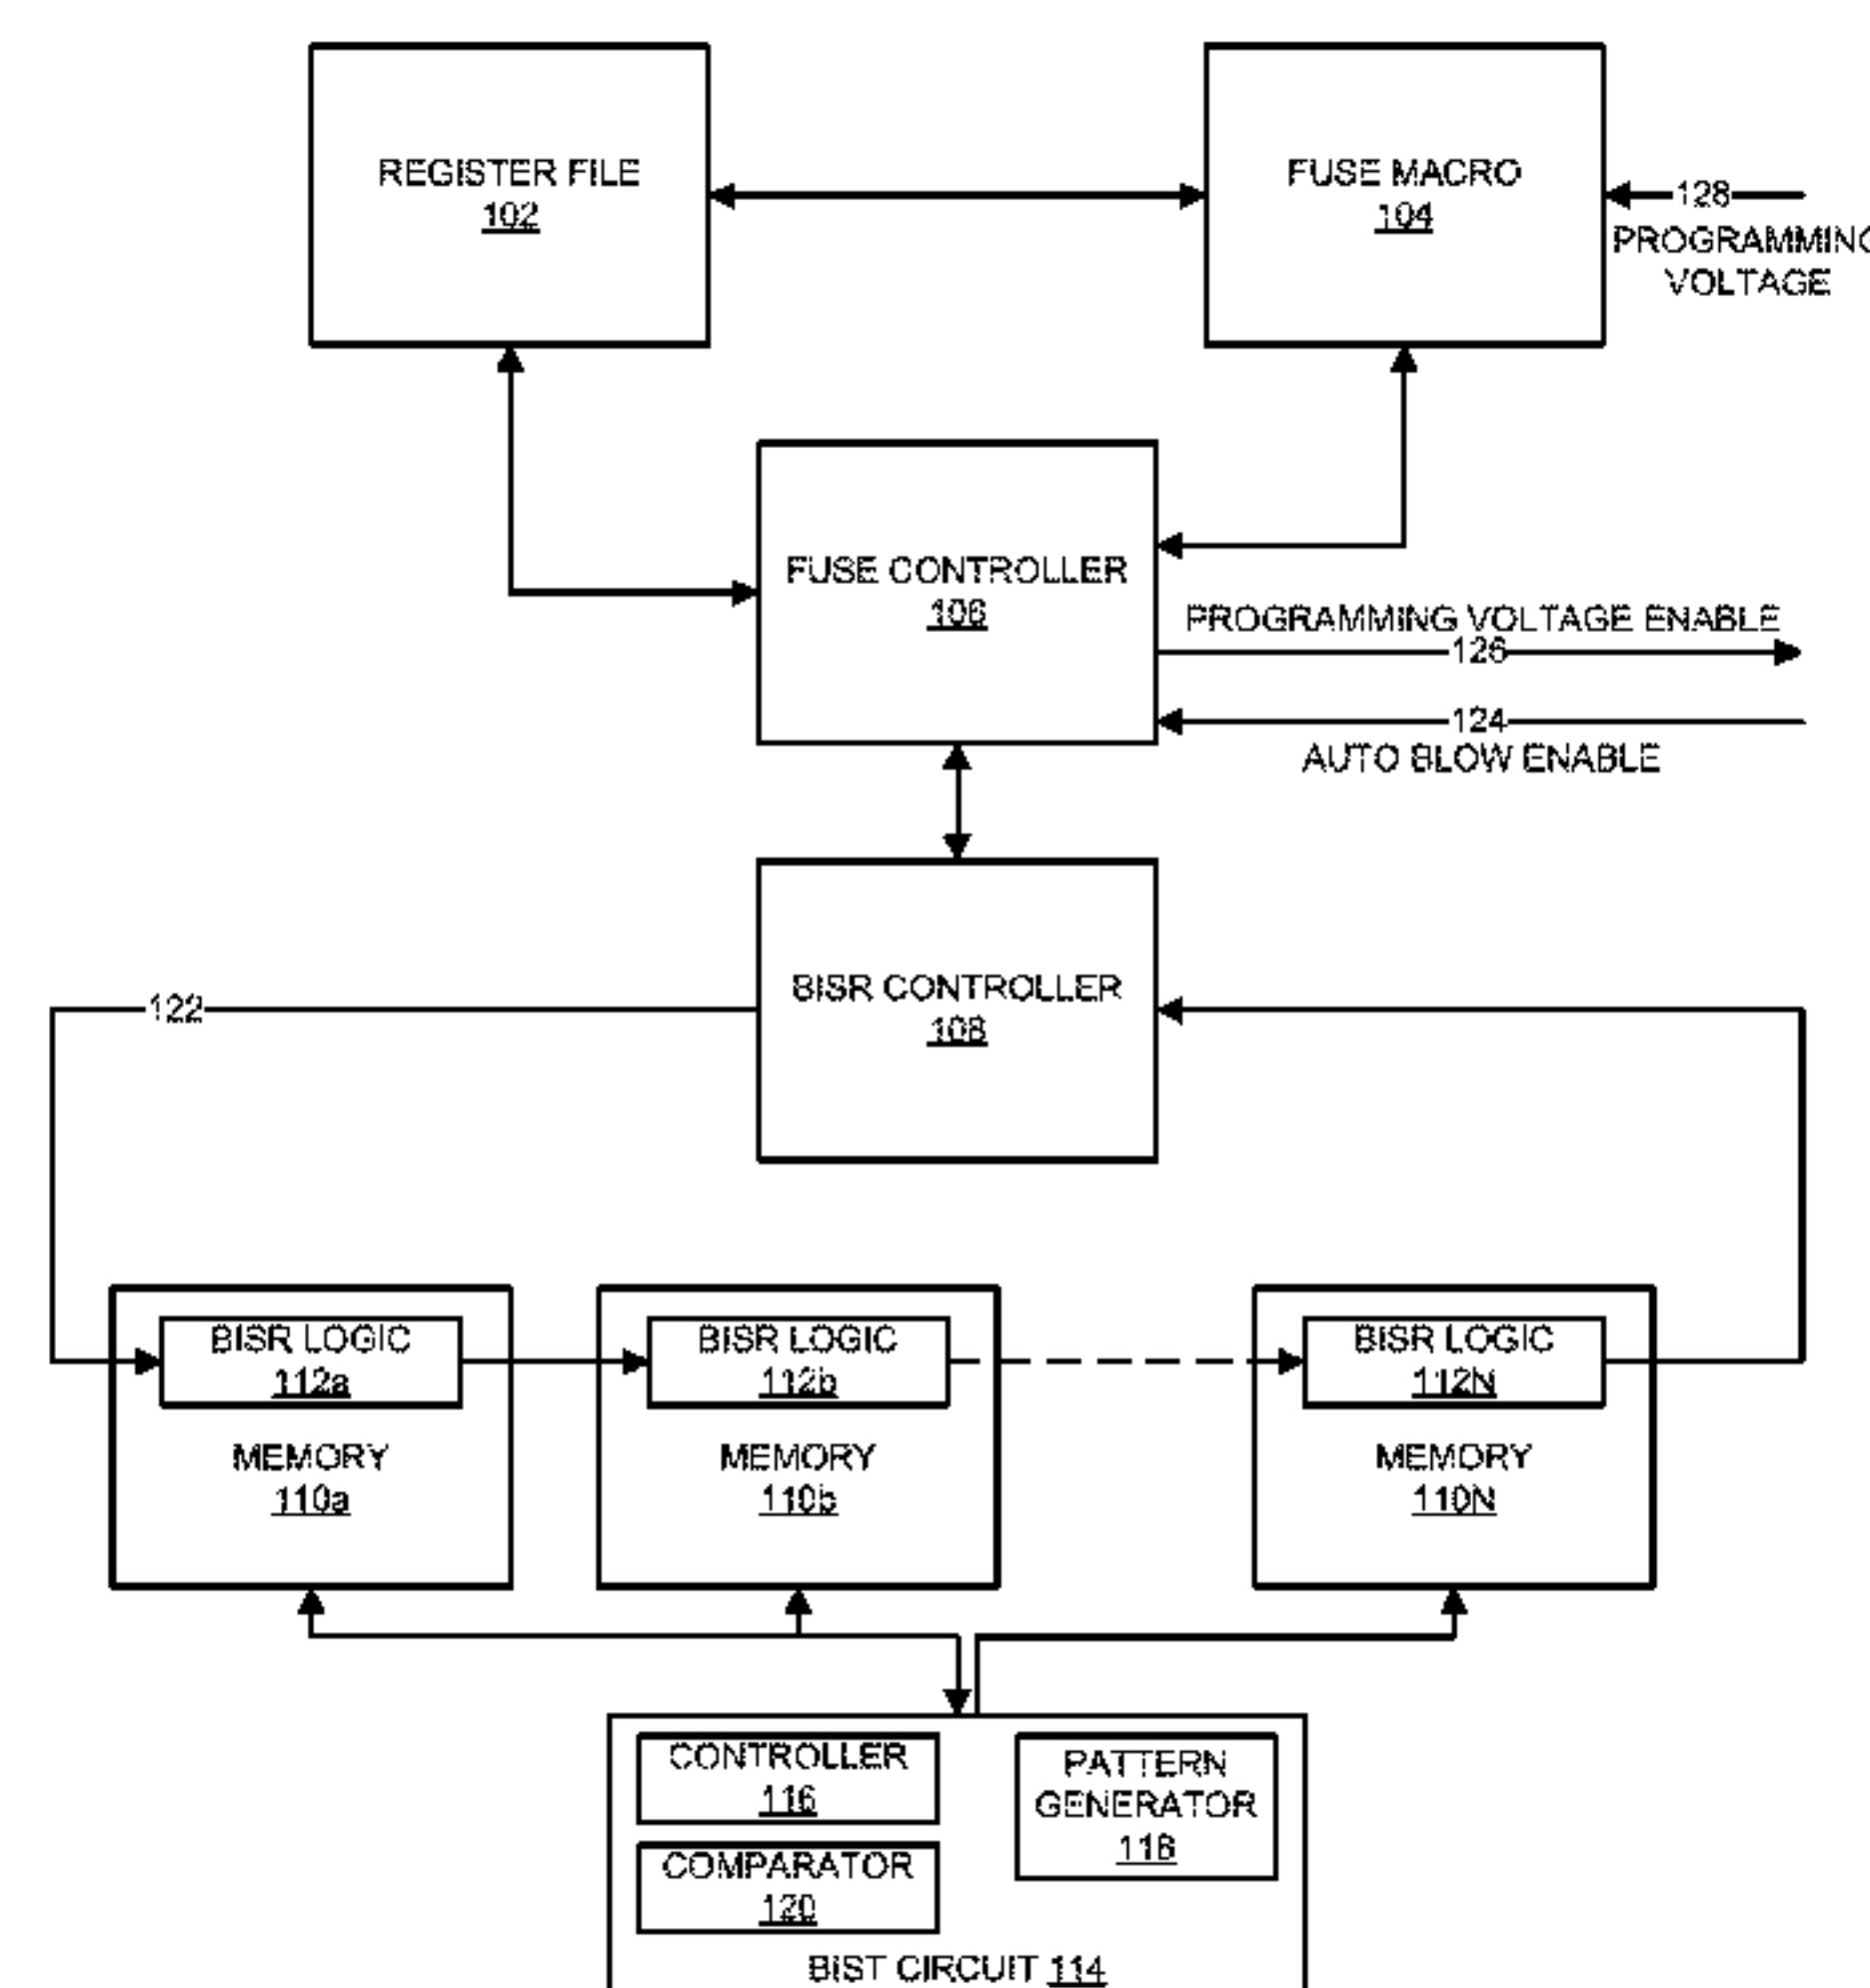 REGISTER FILE
102
FUSE MACRO
104
128
PROGRAMMING
VOLTAGE
FUSE CONTROLLER
106
PROGRAMMING VOLTAGE ENABLE
126
124
AUTO BLOW ENABLE
122
BISR CONTROLLER
108
BISR LOGIC
112a
MEMORY
110a
BISR LOGIC
112b
MEMORY
110b
BISR LOGIC
112N
MEMORY
110N
CONTROLLER
116
PATTERN
GENERATOR
118
COMPARATOR
120
BIST CIRCUIT 114